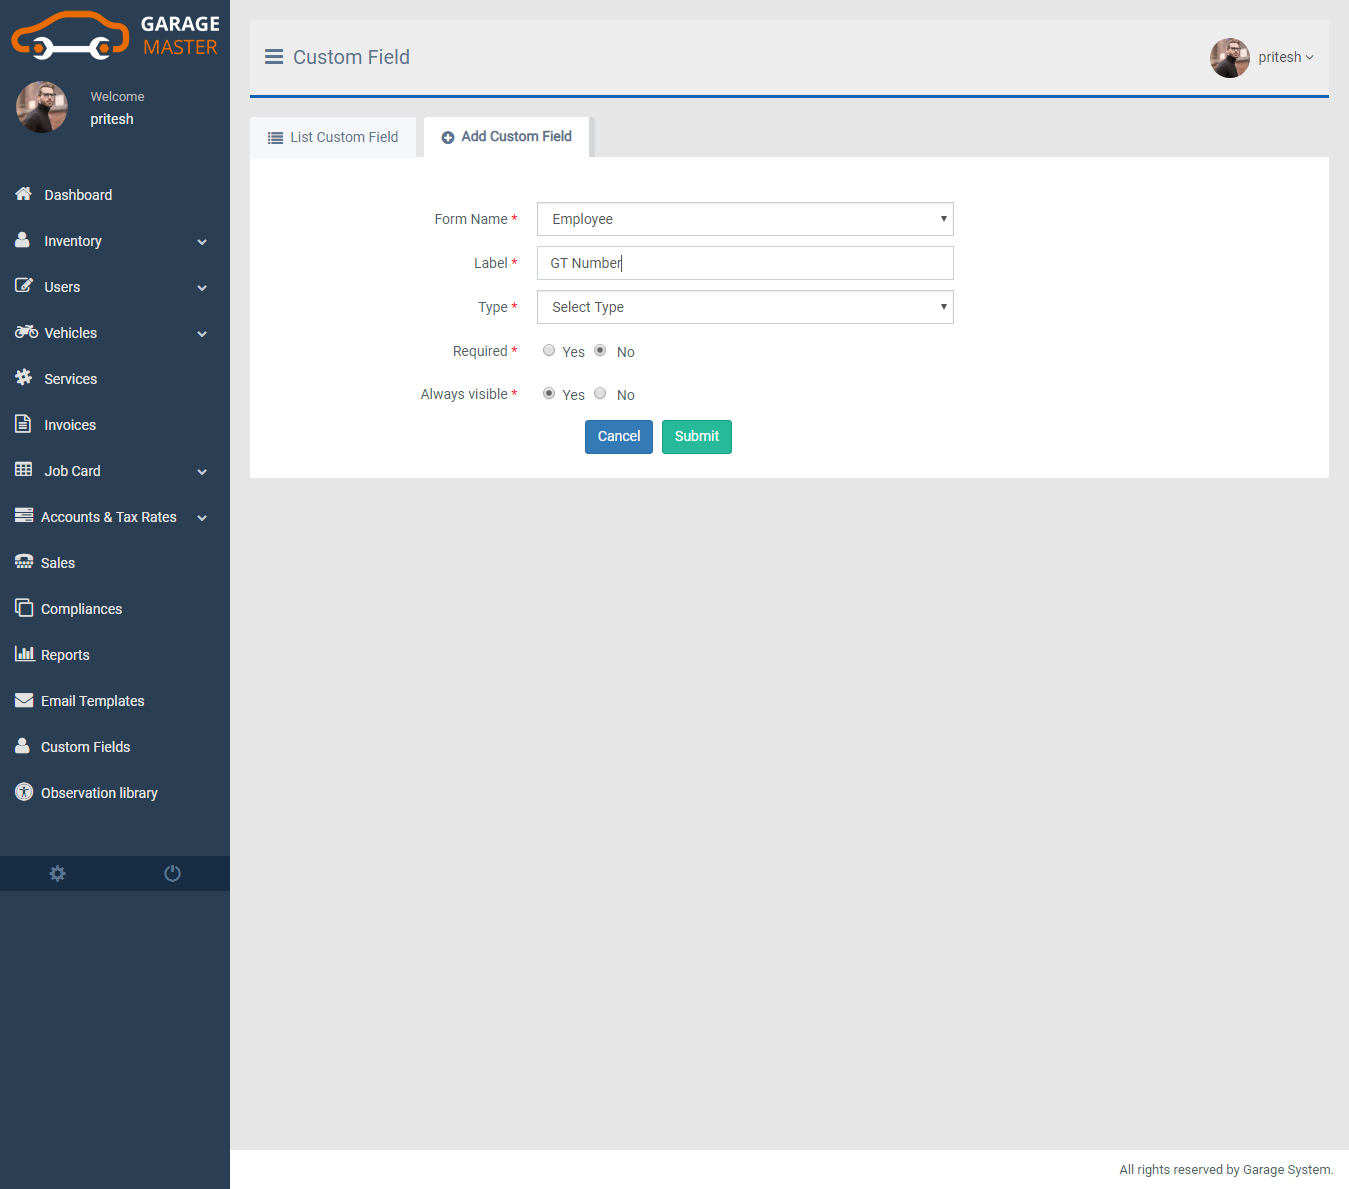 GARAGE
MASTER
Welcome
pritesh
Dashboard
Inventory
Users
Vehicles
Services
Invoices
Job Card
Accounts & Tax Rates
Sales
Compliances
Reports
Email Templates
Custom Fields
Observation library
Custom Field
pritesh
List Custom Field
Add Custom Field
Form Name * Employee
Label * GT Number
Type * Select Type
Required * Yes No
Always visible * Yes No
Cancel Submit
All rights reserved by Garage System.